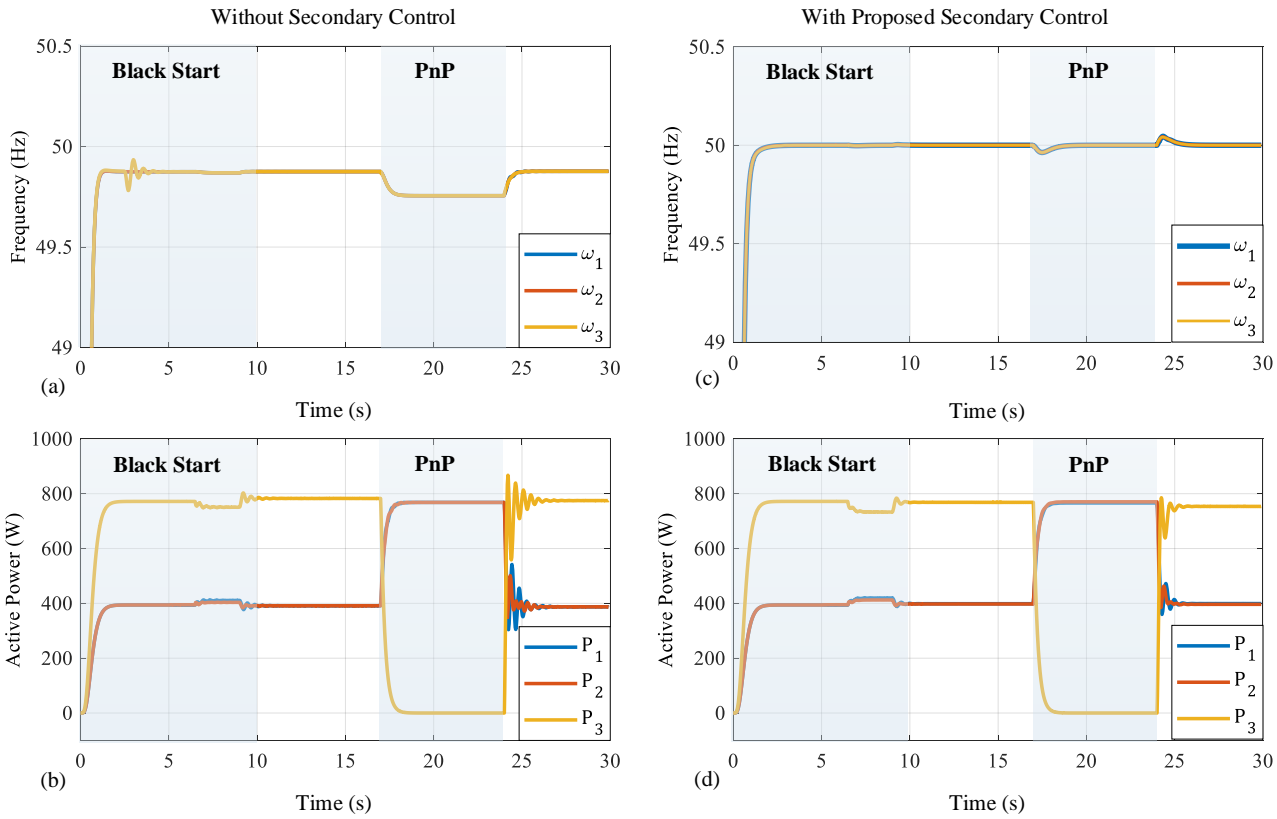 Without Secondary Control
50.5
50
49.5
49
Frequency (Hz)
Black Start
PnP
ω1
ω2
ω3
0 5 10 15 20 25 30
(a)
Time (s)
With Proposed Secondary Control
50.5
50
49.5
49
Frequency (Hz)
Black Start
PnP
ω1
ω2
ω3
0 5 10 15 20 25 30
(c)
Time (s)
1000
800
600
400
200
0
Active Power (W)
Black Start
PnP
P1
P2
P3
0 5 10 15 20 25 30
(b)
Time (s)
1000
800
600
400
200
0
Active Power (W)
Black Start
PnP
P1
P2
P3
0 5 10 15 20 25 30
(d)
Time (s)